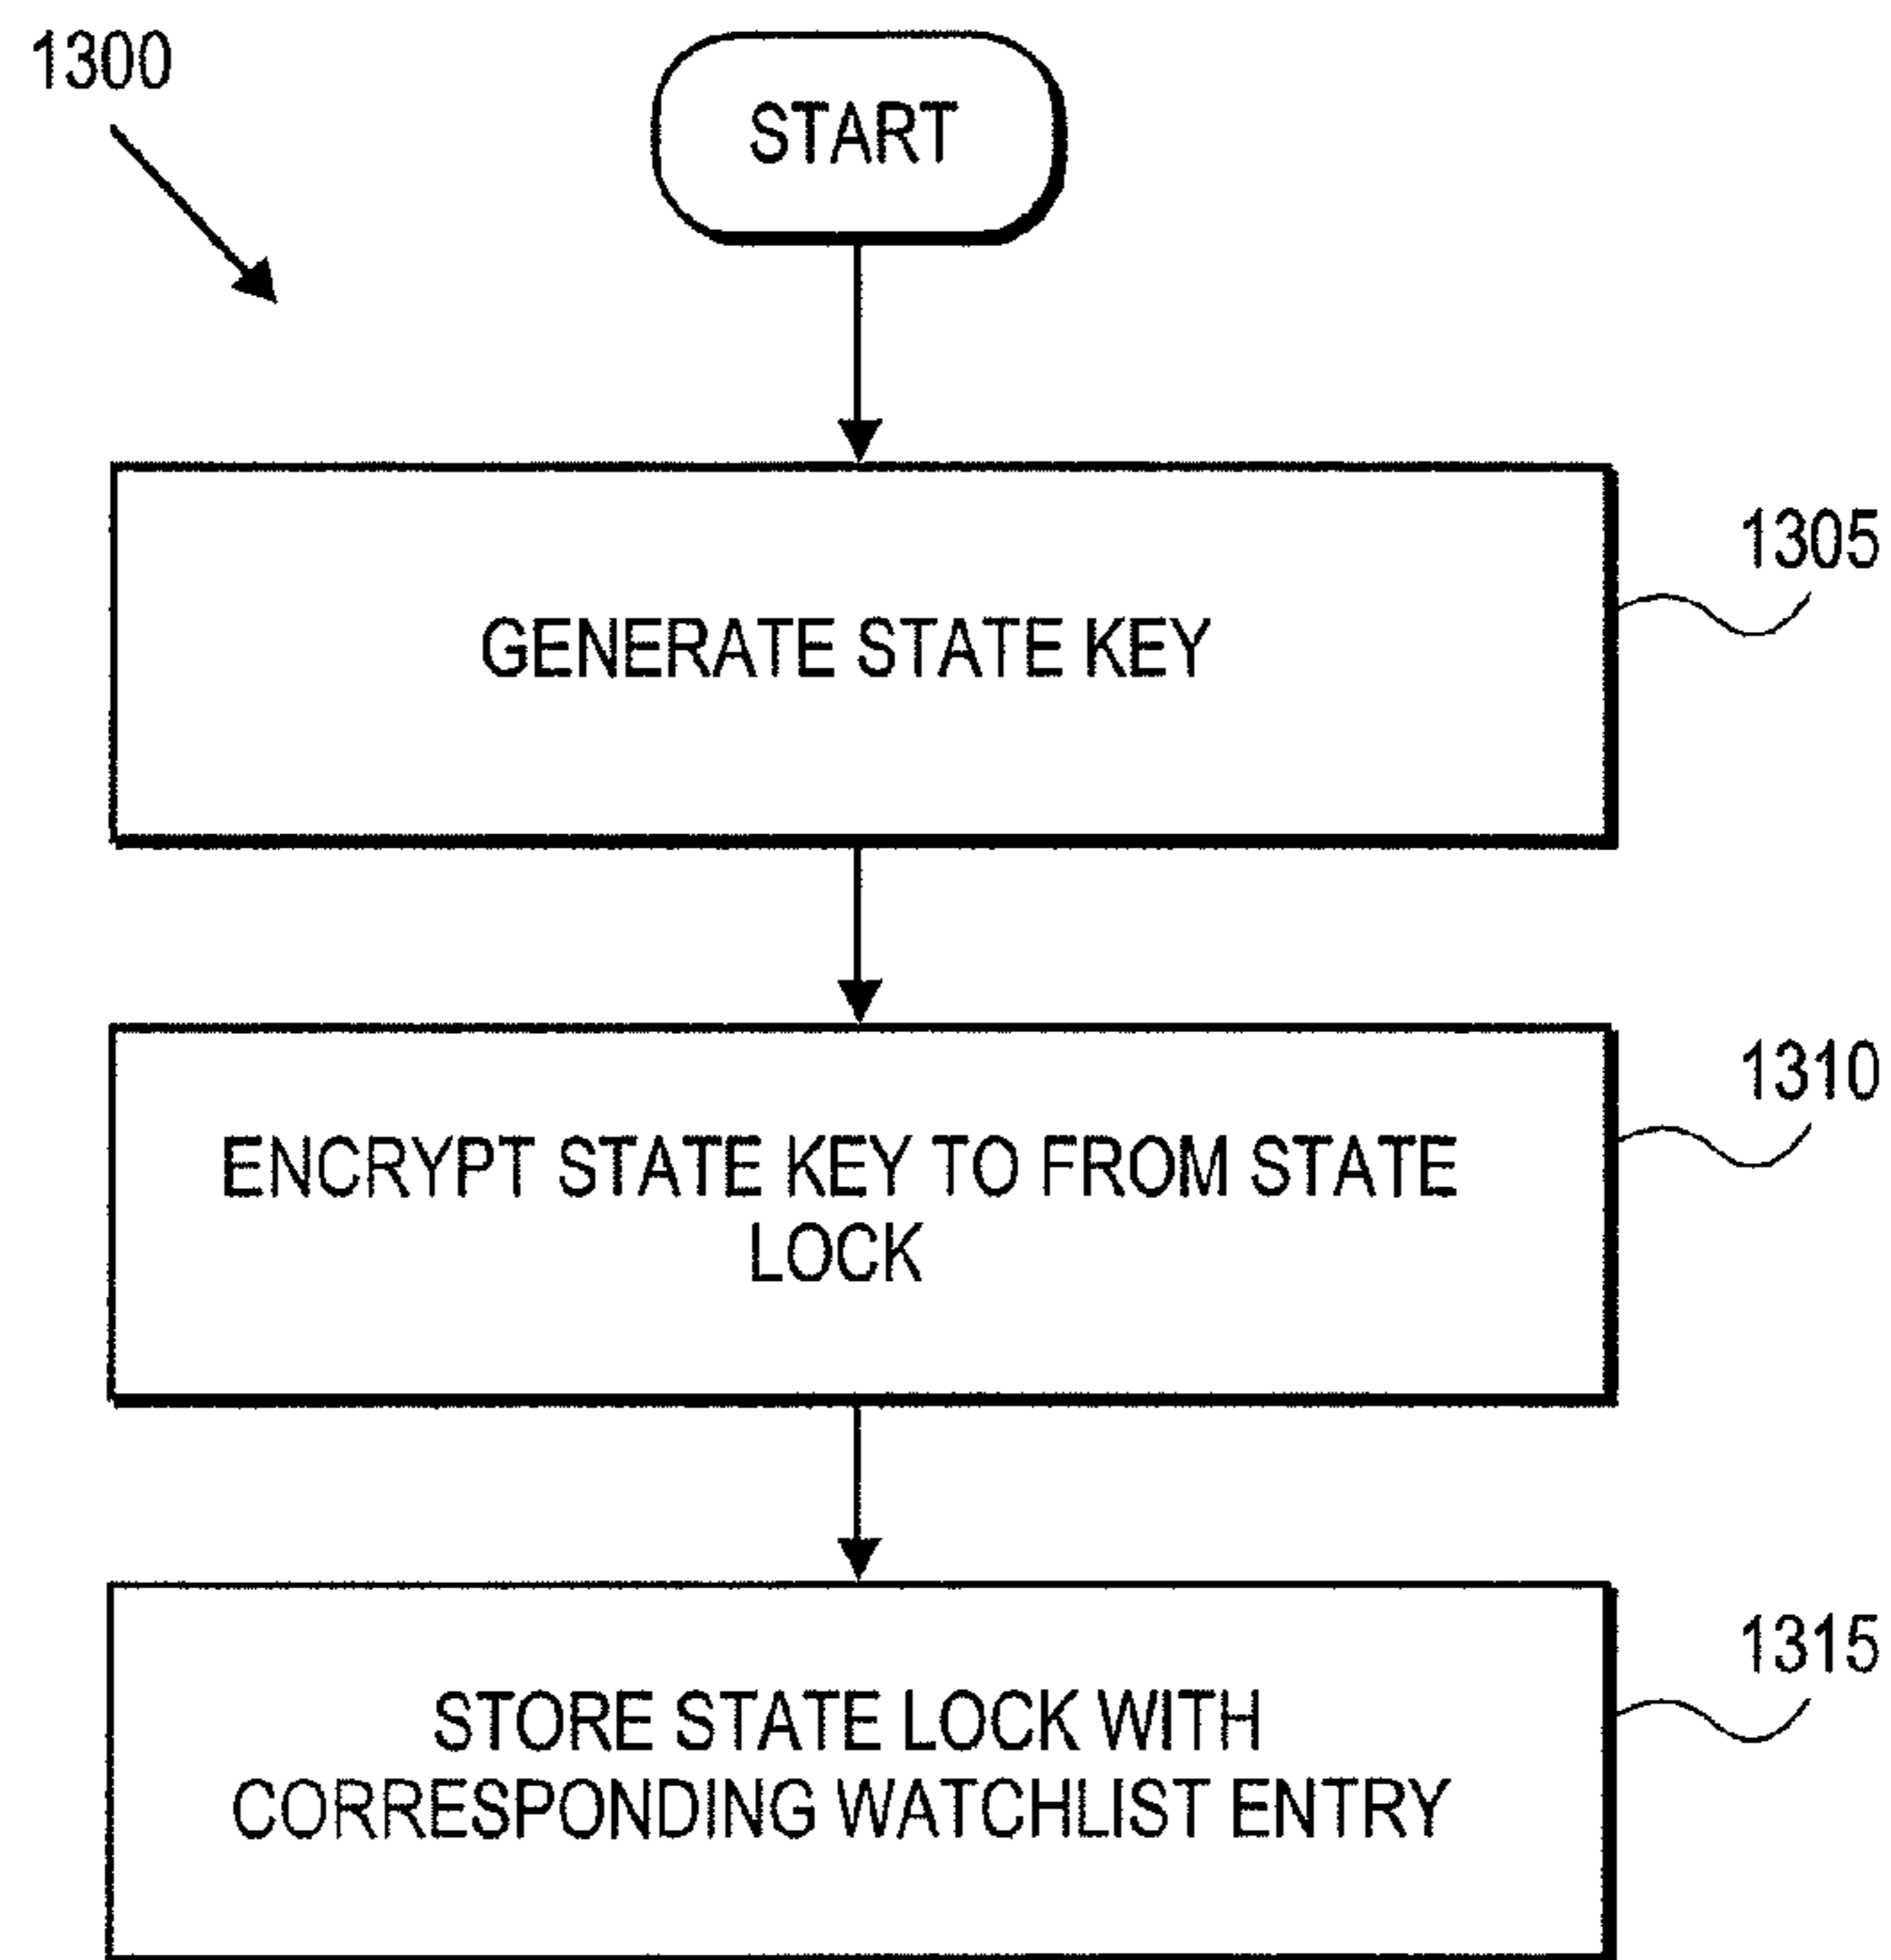 1300
START
1305
GENERATE STATE KEY
1310
ENCRYPT STATE KEY TO FROM STATE
LOCK
1315
STORE STATE LOCK WITH
CORRESPONDING WATCHLIST ENTRY